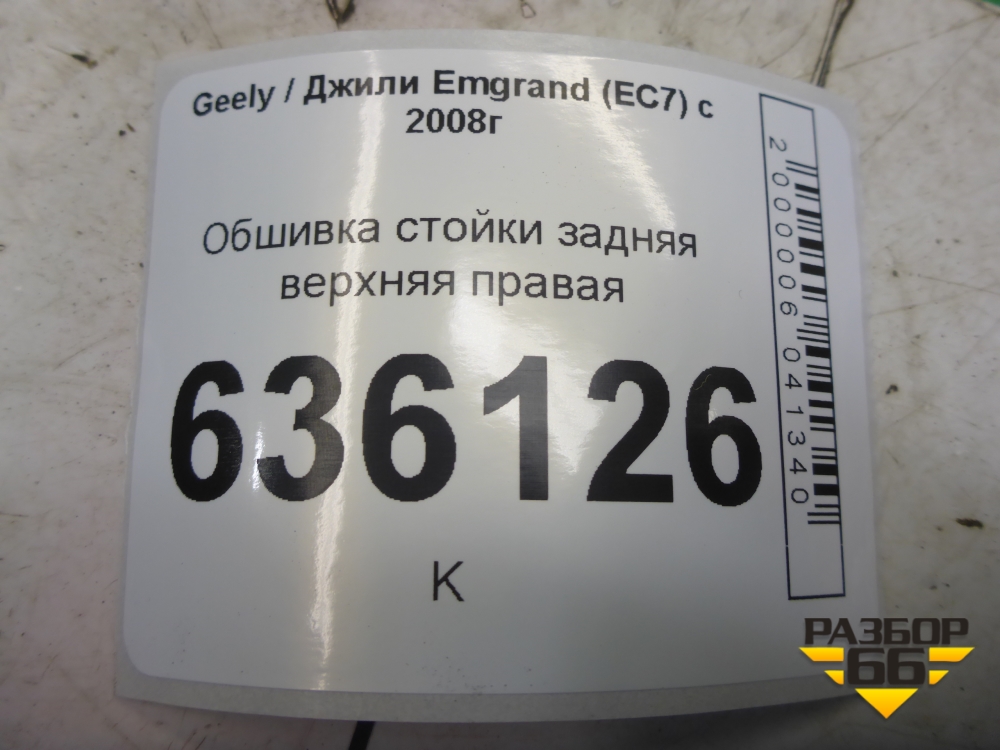 Geely / Джили Emgrand (EC7) с
2008г
Обшивка стойки задняя
верхняя правая
636126
К
2000006041340
РАЗБОР
66